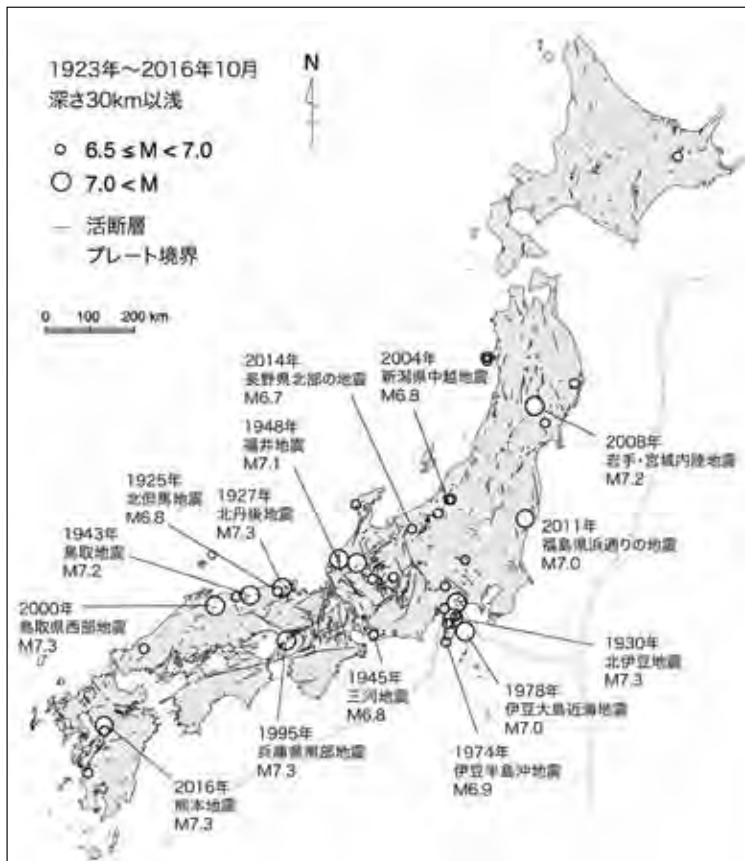 1923年～2016年10月
深さ30km以浅
N
6.5 ≤ M < 7.0
7.0 < M
活断層
プレート境界
0 100 200 km
2014年
長野県北部の地震
M6.7
2004年
新潟県中越地震
M6.8
1948年
福井地震
M7.1
1925年
北但馬地震
M6.8
1927年
北丹後地震
M7.3
1943年
鳥取地震
M7.2
2000年
鳥取県西部地震
M7.3
2008年
岩手・宮城内陸地震
M7.2
2011年
福島県浜通りの地震
M7.0
1930年
北伊豆地震
M7.3
1978年
伊豆大島近海地震
M7.0
1974年
伊豆半島沖地震
M6.9
1945年
三河地震
M6.8
1995年
兵庫県南部地震
M7.3
2016年
熊本地震
M7.3